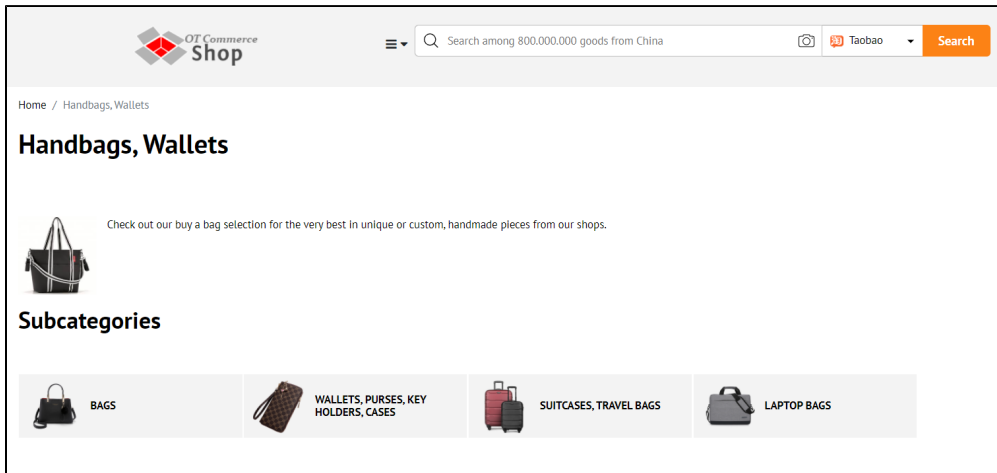 OT Commerce
Shop
Search among 800.000.000 goods from China
Taobao
Search
Home / Handbags, Wallets
Handbags, Wallets
Check out our buy a bag selection for the very best in unique or custom, handmade pieces from our shops.
Subcategories
BAGS
WALLETS, PURSES, KEY
HOLDERS, CASES
SUITCASES, TRAVEL BAGS
LAPTOP BAGS